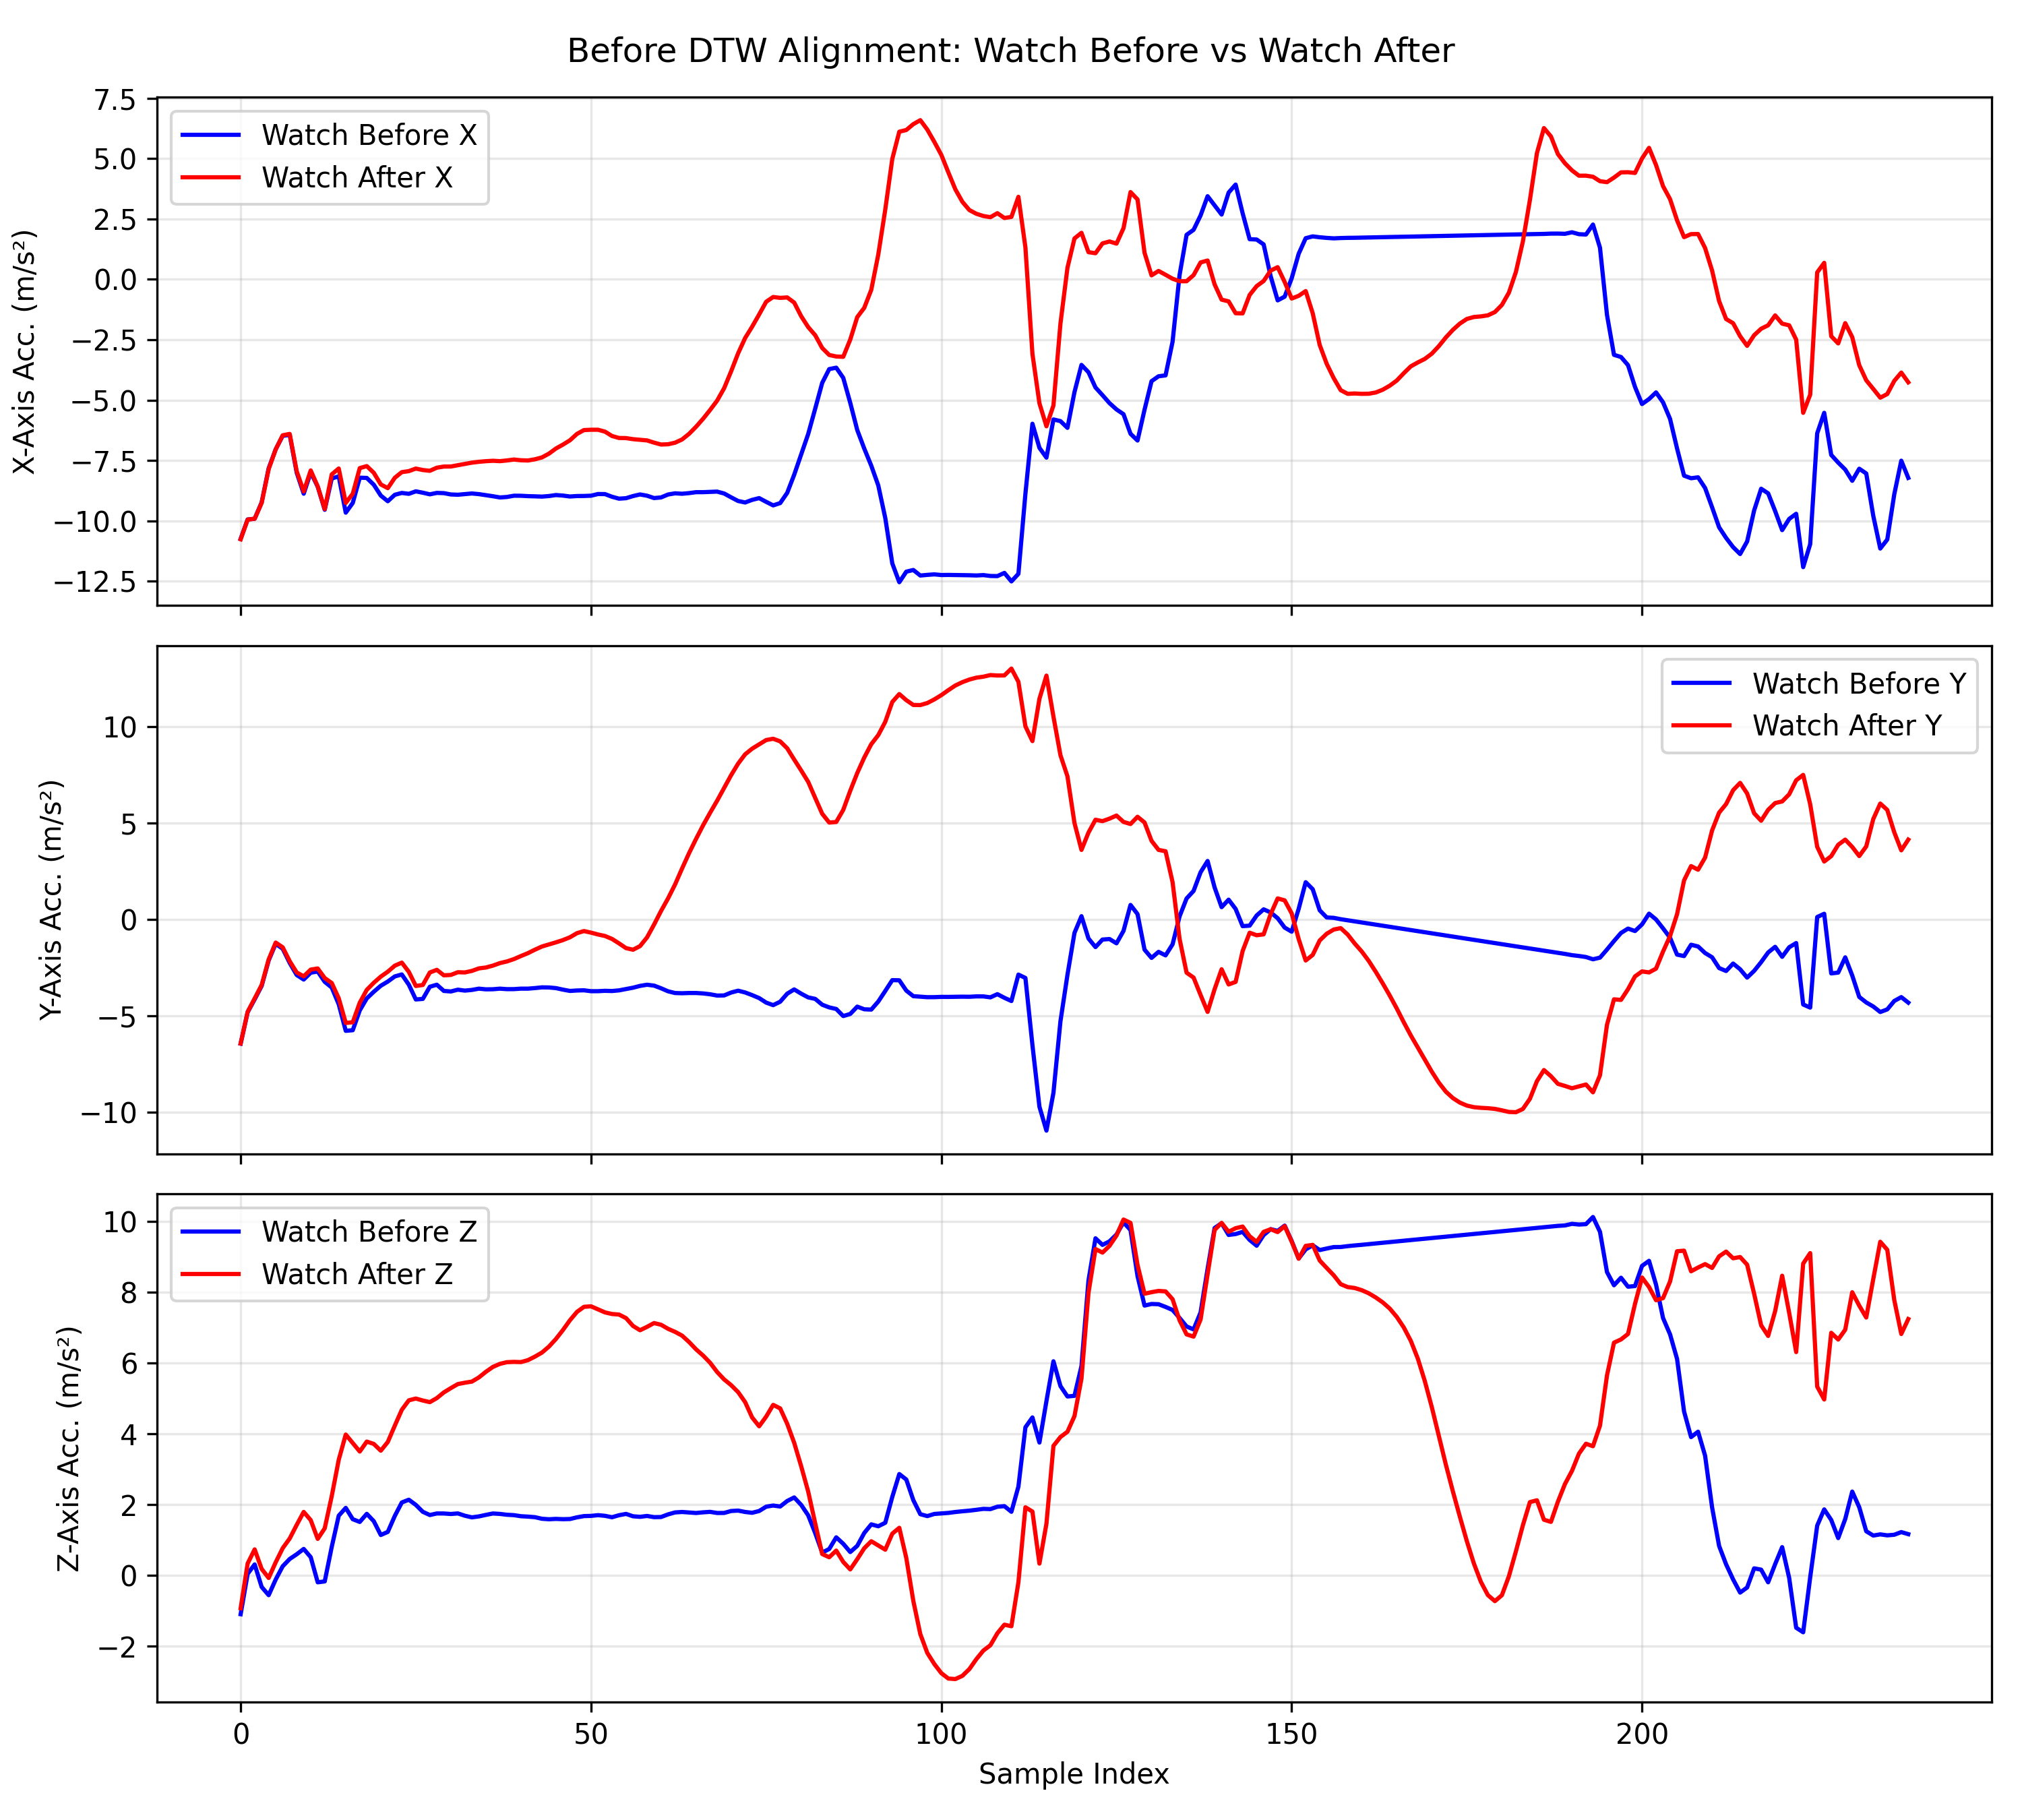 Before DTW Alignment: Watch Before vs Watch After
Watch Before X
Watch After X
7.5
5.0
2.5
0.0
−2.5
−5.0
−7.5
−10.0
−12.5
X-Axis Acc. (m/s²)
Watch Before Y
Watch After Y
10
5
0
−5
−10
Y-Axis Acc. (m/s²)
Watch Before Z
Watch After Z
10
8
6
4
2
0
−2
Z-Axis Acc. (m/s²)
0 50 100 150 200
Sample Index